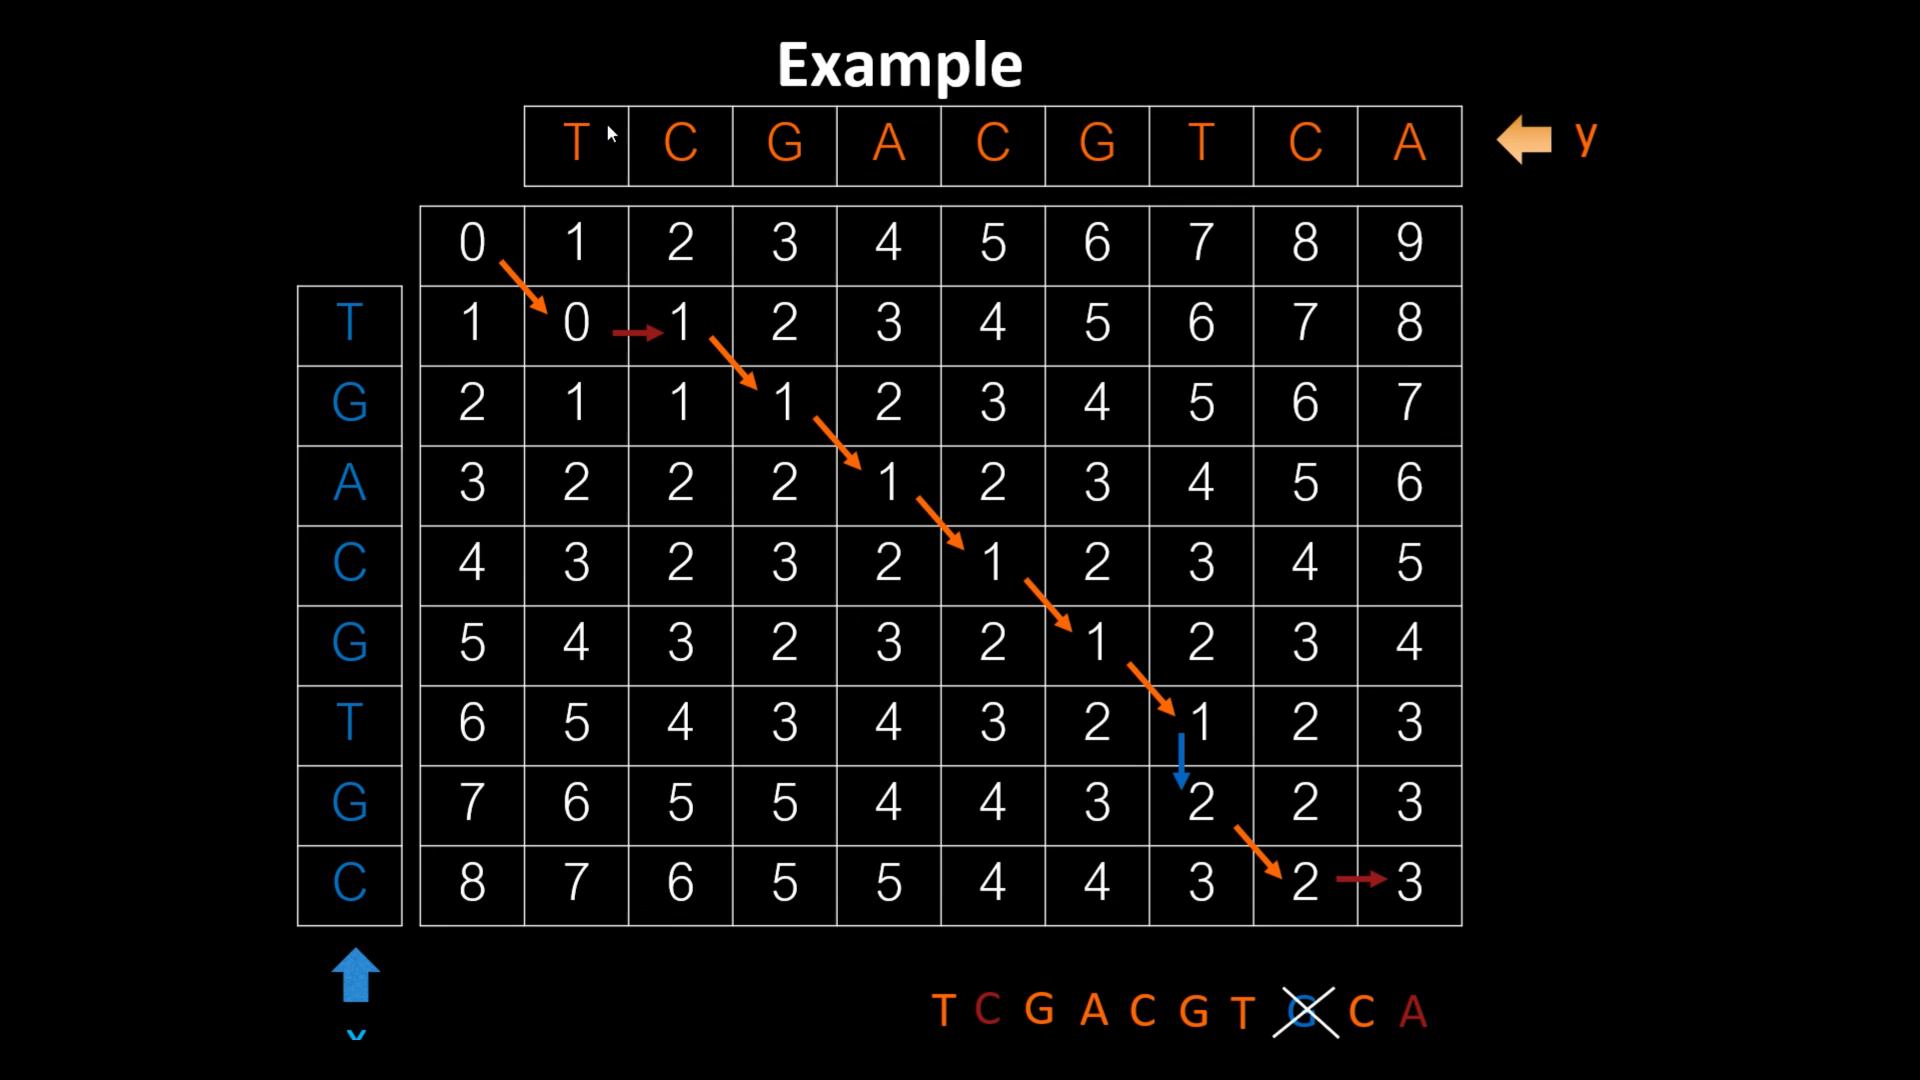 Example
T C G A C G T C A y
0 1 2 3 4 5 6 7 8 9
T 1 0 1 2 3 4 5 6 7 8
G 2 1 1 1 2 3 4 5 6 7
A 3 2 2 2 1 2 3 4 5 6
C 4 3 2 3 2 1 2 3 4 5
G 5 4 3 2 3 2 1 2 3 4
T 6 5 4 3 4 3 2 1 2 3
G 7 6 5 5 4 4 3 2 2 3
C 8 7 6 5 5 4 4 3 2 3
T C G A C G T G C A
x